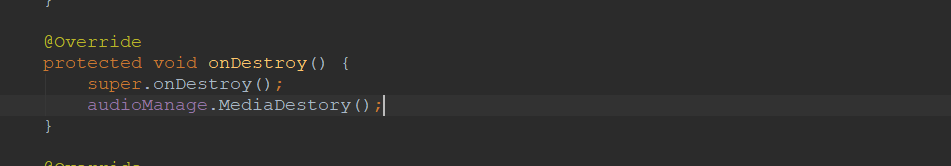 }
@Override
protected void onDestroy() {
super.onDestroy();
audioManage.MediaDestory();
}
@Override